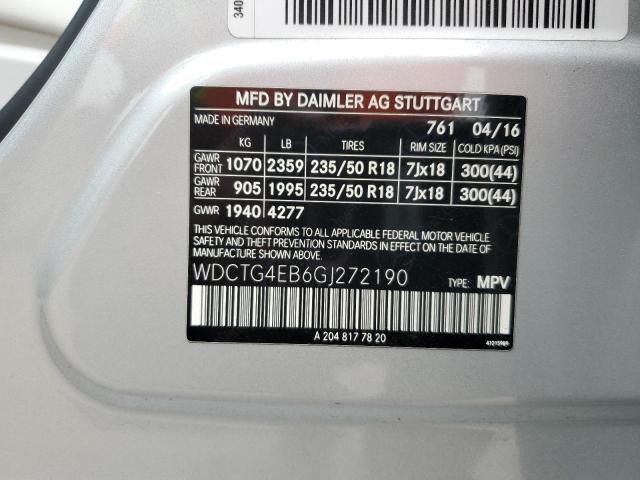 340
MFD BY DAIMLER AG STUTTGART
MADE IN GERMANY 761 04/16
KG LB TIRES RIM SIZE COLD KPA(PSI)
GAWR FRONT 1070 2359 235/50 R18 7Jx18 300(44)
GAWR REAR 905 1995 235/50 R18 7Jx18 300(44)
GVWR 1940 4277
THIS VEHICLE CONFORMS TO ALL APPLICABLE FEDERAL MOTOR VEHICLE
SAFETY, BUMPER, AND THEFT PREVENTION STANDARDS IN EFFECT ON THE DATE OF
MANUFACTURE SHOWN ABOVE.
WDCTG4EB6GJ272190 TYPE: MPV
A 204 817 78 20